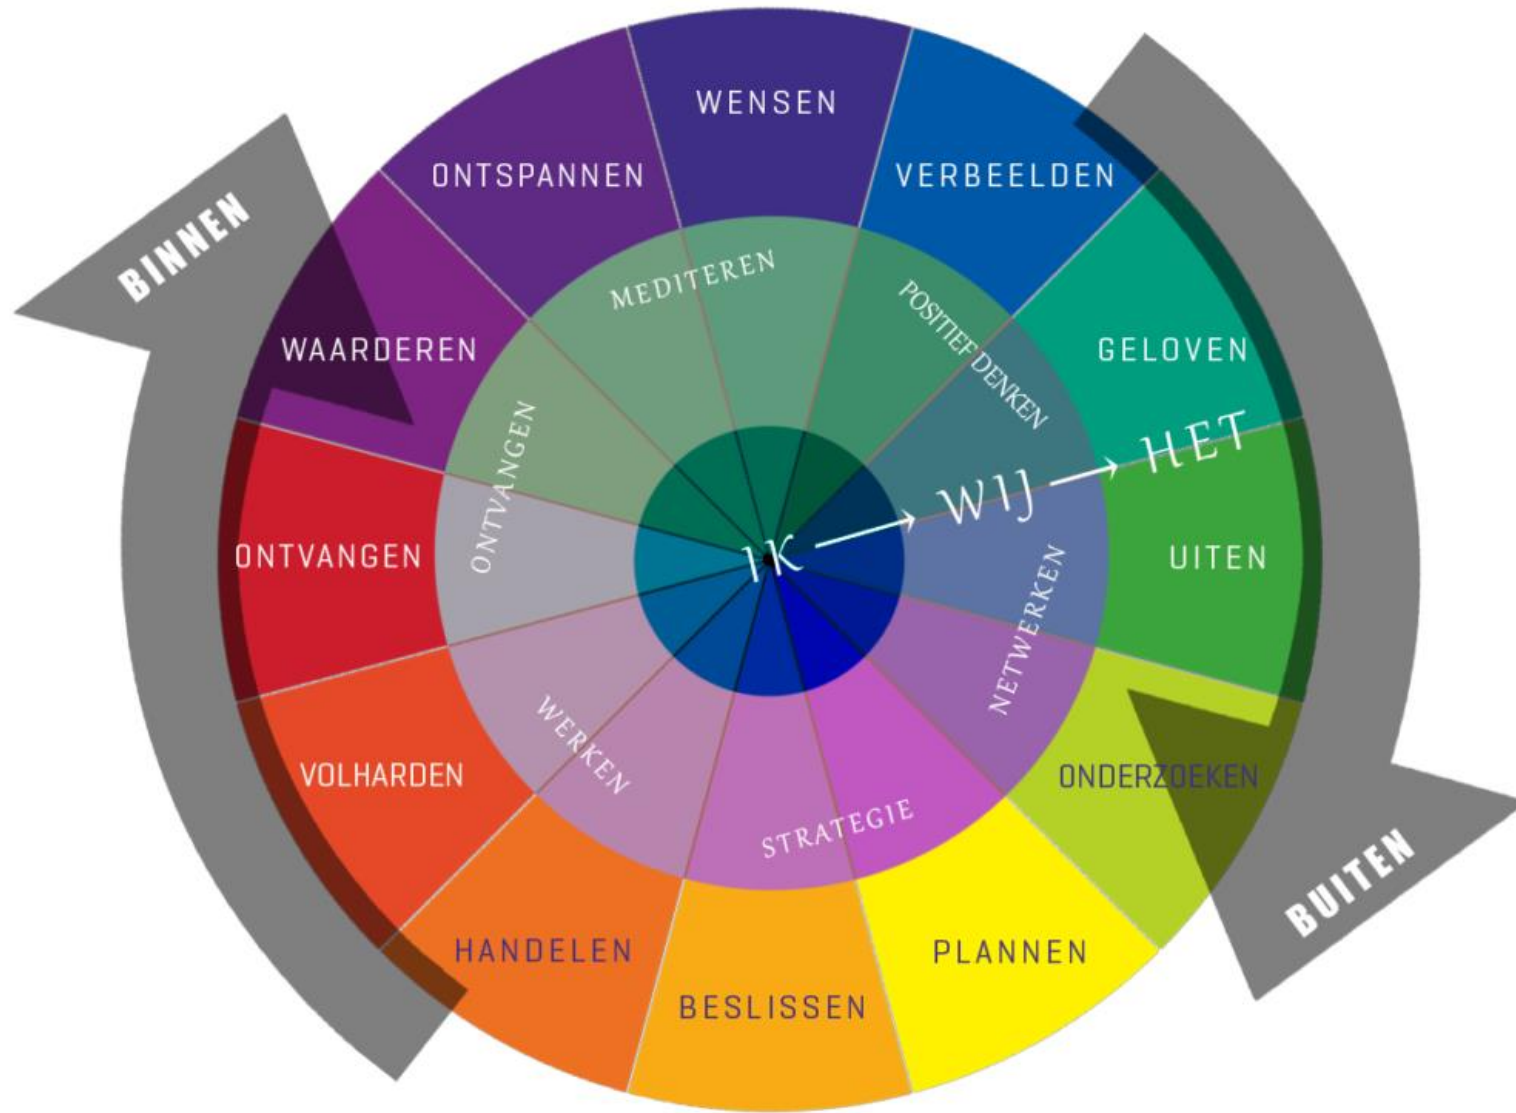 WENSEN
VERBEELDEN
GELOVEN
UITEN
ONDERZOEKEN
PLANNEN
BESLISSEN
HANDELEN
VOLHARDEN
ONTVANGEN
WAARDEREN
ONTSPANNEN
MEDITEREN
POSITIEF DENKEN
NETWERKEN
STRATEGIE
WERKEN
ONTVANGEN
IK → WIJ → HET
BINNEN
BUITEN